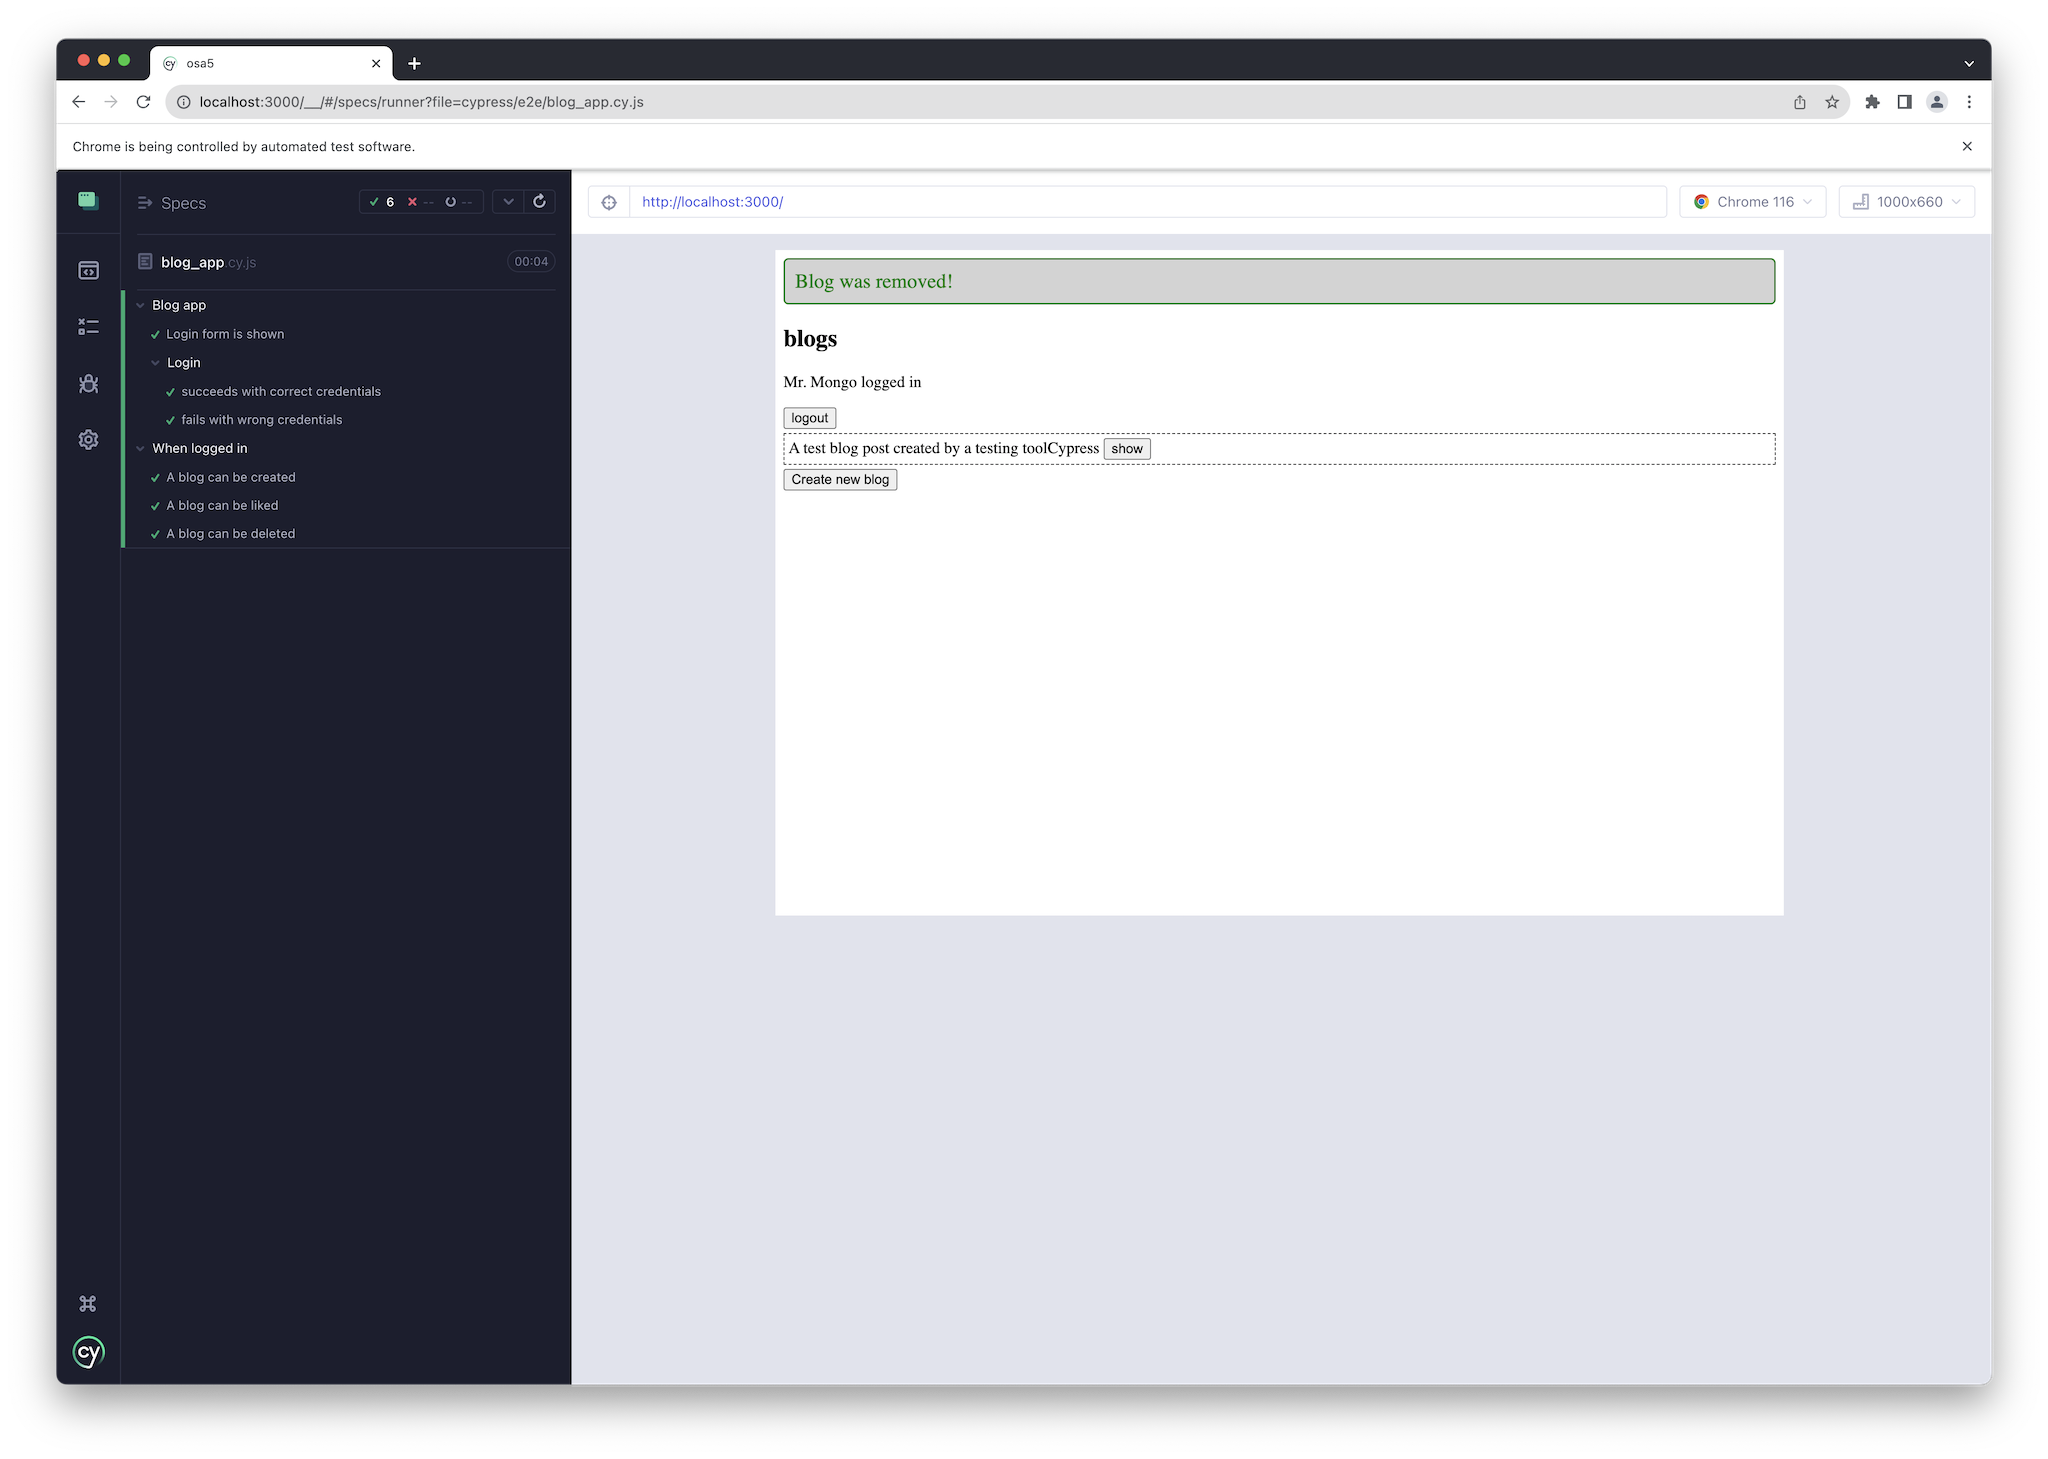 osa5
localhost:3000/__/#/specs/runner?file=cypress/e2e/blog_app.cy.js
Chrome is being controlled by automated test software.
Specs
6 -- --
http://localhost:3000/
Chrome 116
1000x660
blog_app.cy.js
00:04
Blog app
Login form is shown
Login
succeeds with correct credentials
fails with wrong credentials
When logged in
A blog can be created
A blog can be liked
A blog can be deleted
Blog was removed!
blogs
Mr. Mongo logged in
logout
A test blog post created by a testing toolCypress show
Create new blog
cy